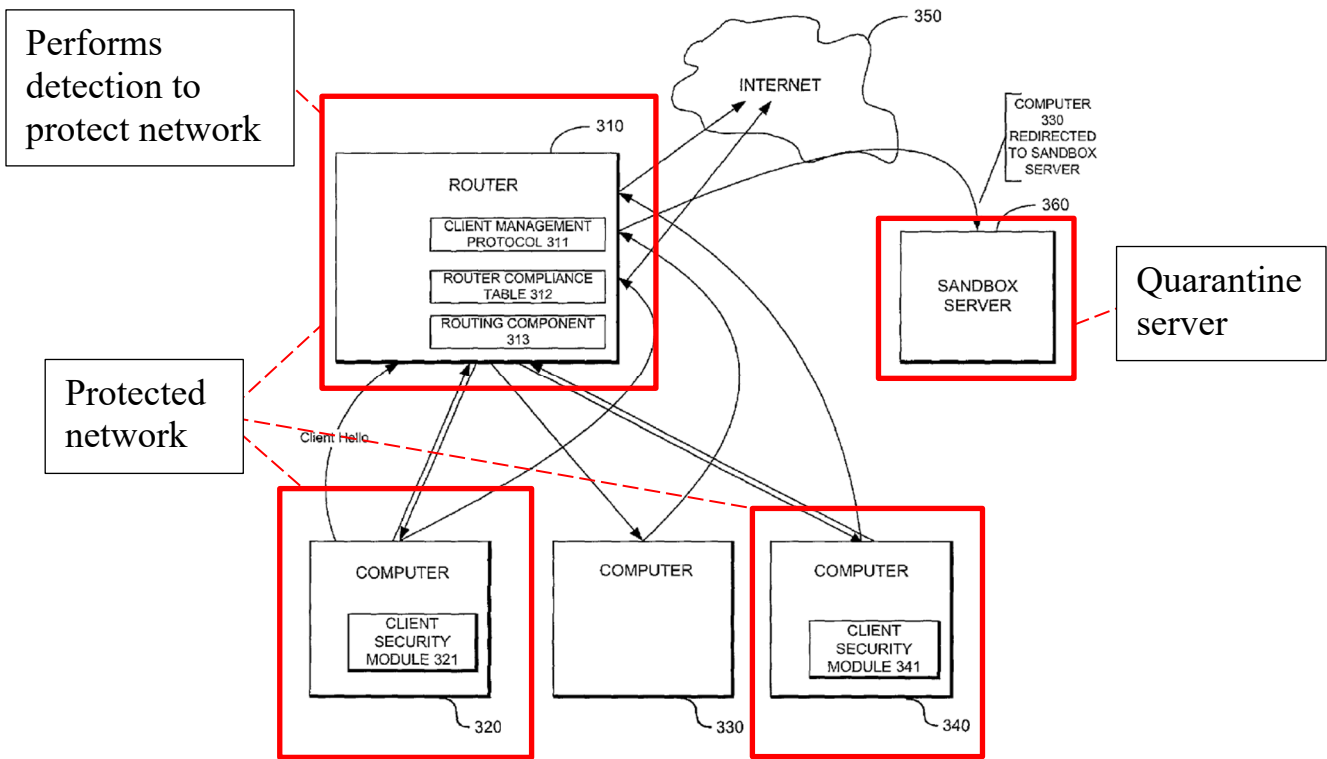 Performs
detection to
protect network
350
INTERNET
COMPUTER
330
REDIRECTED
TO SANDBOX
SERVER
310
ROUTER
CLIENT MANAGEMENT
PROTOCOL 311
ROUTER COMPLIANCE
TABLE 312
ROUTING COMPONENT
313
360
SANDBOX
SERVER
Quarantine
server
Protected
network
Client Hello
COMPUTER
CLIENT
SECURITY
MODULE 321
320
COMPUTER
330
COMPUTER
CLIENT
SECURITY
MODULE 341
340